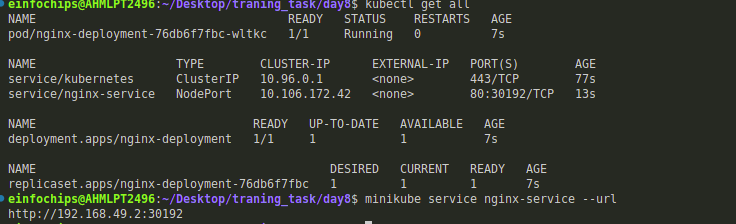 einfochips@AHMLPT2496:~/Desktop/traning_task/day8$ kubectl get all
NAME                                    READY   STATUS    RESTARTS   AGE
pod/nginx-deployment-76db6f7fbc-wltkc   1/1     Running   0          7s
NAME                    TYPE        CLUSTER-IP      EXTERNAL-IP   PORT(S)        AGE
service/kubernetes      ClusterIP   10.96.0.1       <none>        443/TCP        77s
service/nginx-service   NodePort    10.106.172.42   <none>        80:30192/TCP   13s
NAME                               READY   UP-TO-DATE   AVAILABLE   AGE
deployment.apps/nginx-deployment   1/1     1            1           7s
NAME                                          DESIRED   CURRENT   READY   AGE
replicaset.apps/nginx-deployment-76db6f7fbc   1         1         1       7s
einfochips@AHMLPT2496:~/Desktop/traning_task/day8$ minikube service nginx-service --url
http://192.168.49.2:30192